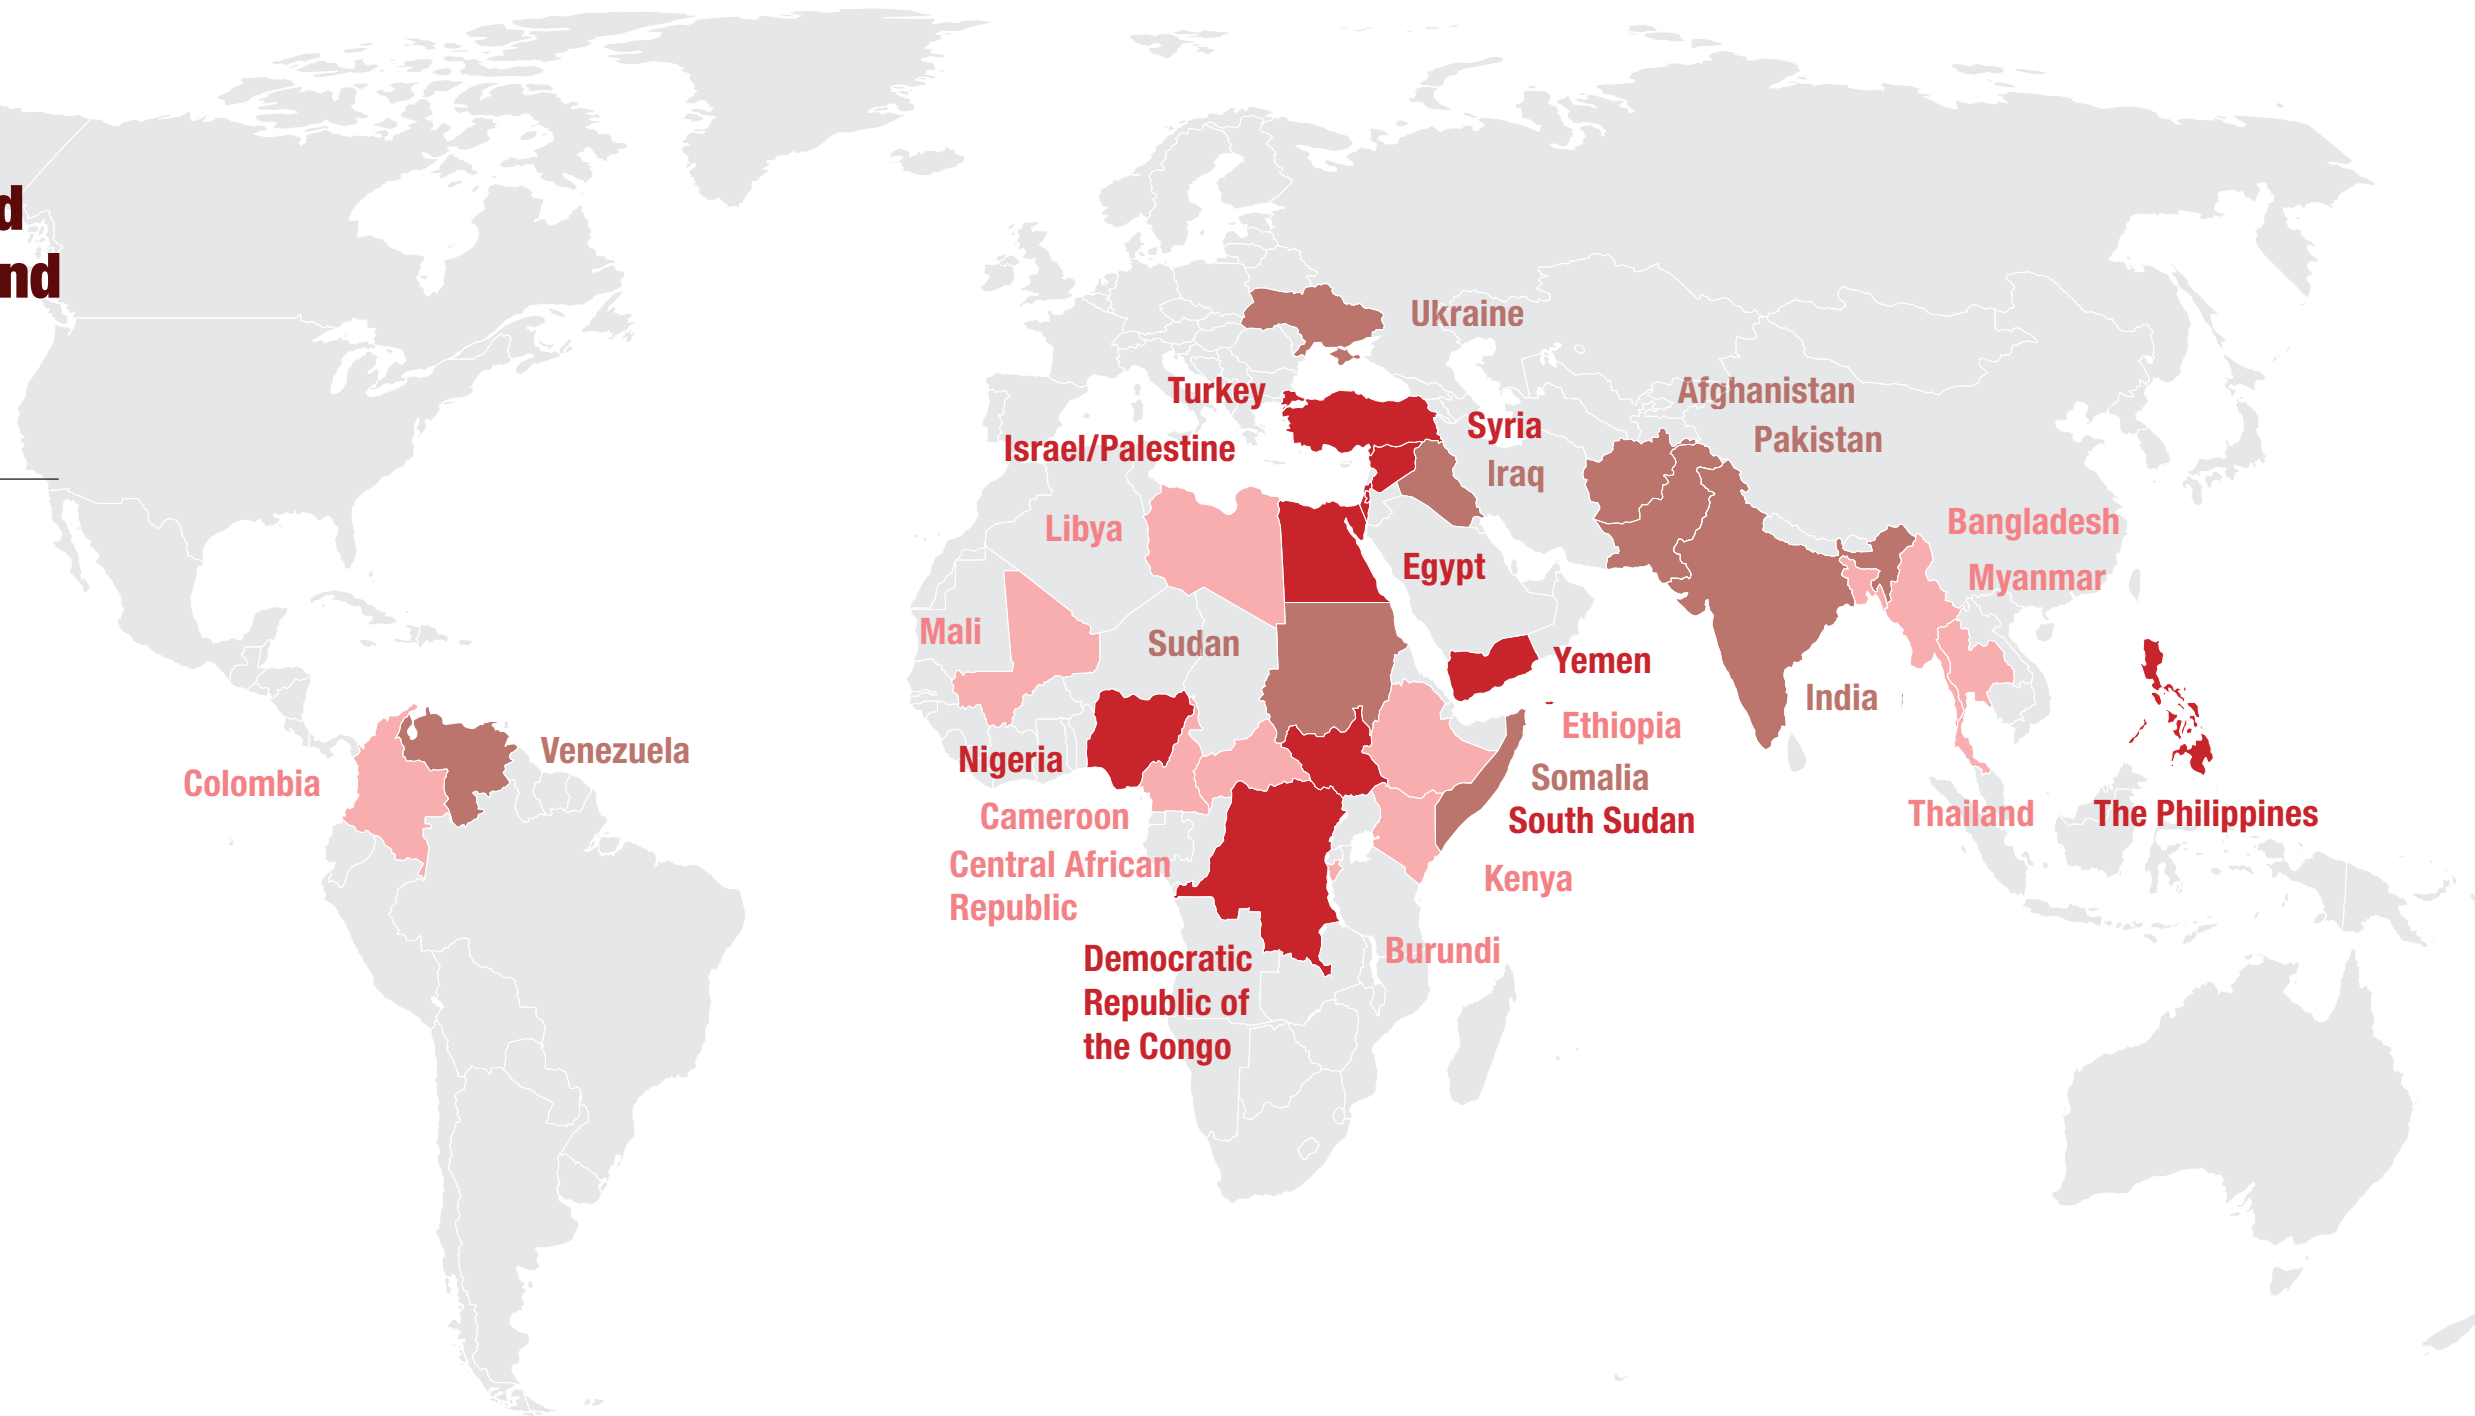 d
nd
Ukraine
Turkey
Afghanistan
Syria
Pakistan
Israel/Palestine
Iraq
Bangladesh
Libya
Egypt
Myanmar
Mali
Sudan
Yemen
India
Ethiopia
Venezuela
Nigeria
Colombia
Somalia
Cameroon
South Sudan
Thailand
The Philippines
Central African
Republic
Kenya
Burundi
Democratic
Republic of
the Congo